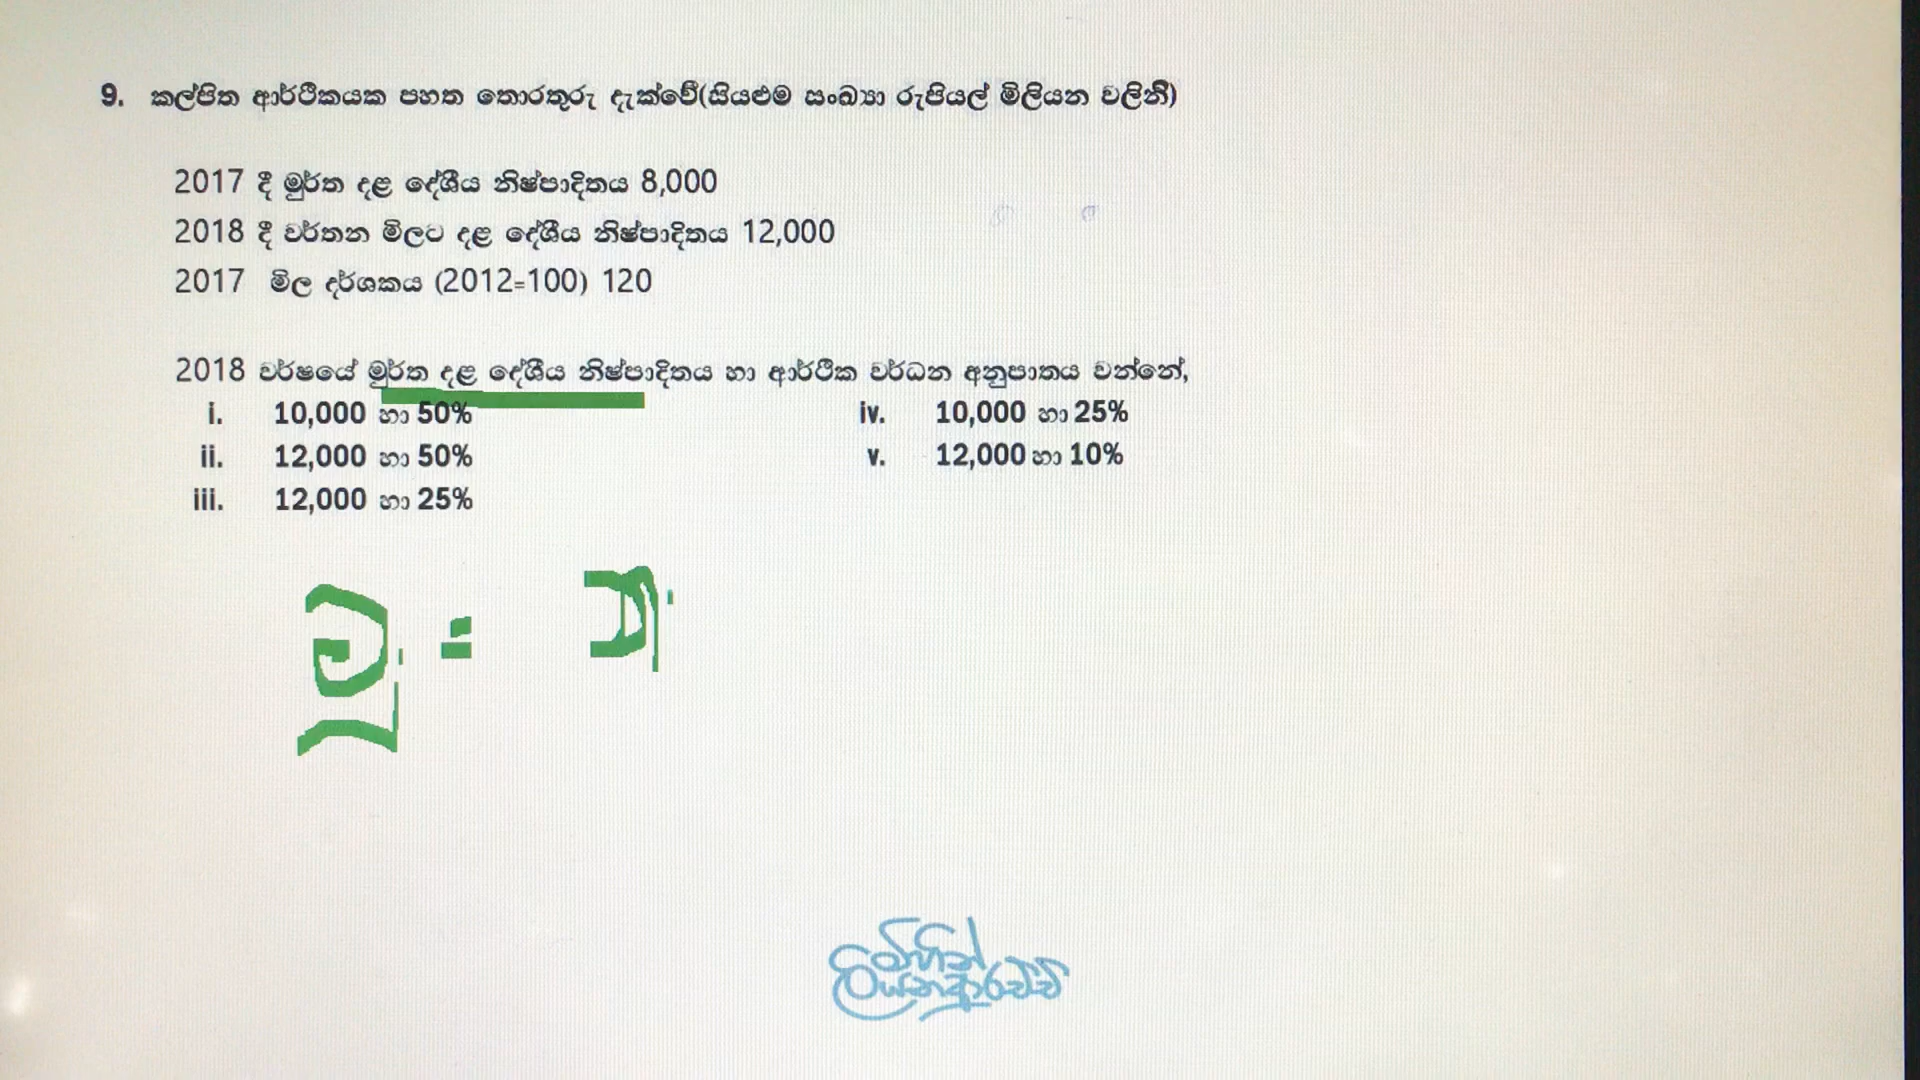 9. කල්පිත ආර්ථිකයක පහත තොරතුරු දැක්වේ(සියළුම සංඛ්‍යා රුපියල් මිලියන වලිනි)
2017 දී මුර්ත දළ දේශීය නිෂ්පාදිතය 8,000
2018 දී වර්තන මිලට දළ දේශීය නිෂ්පාදිතය 12,000
2017 මිල දර්ශකය (2012=100) 120
2018 වර්ෂයේ මුර්ත දළ දේශීය නිෂ්පාදිතය හා ආර්ථික වර්ධන අනුපාතය වන්නේ,
i. 10,000 හා 50%
ii. 12,000 හා 50%
iii. 12,000 හා 25%
iv. 10,000 හා 25%
v. 12,000 හා 10%
=